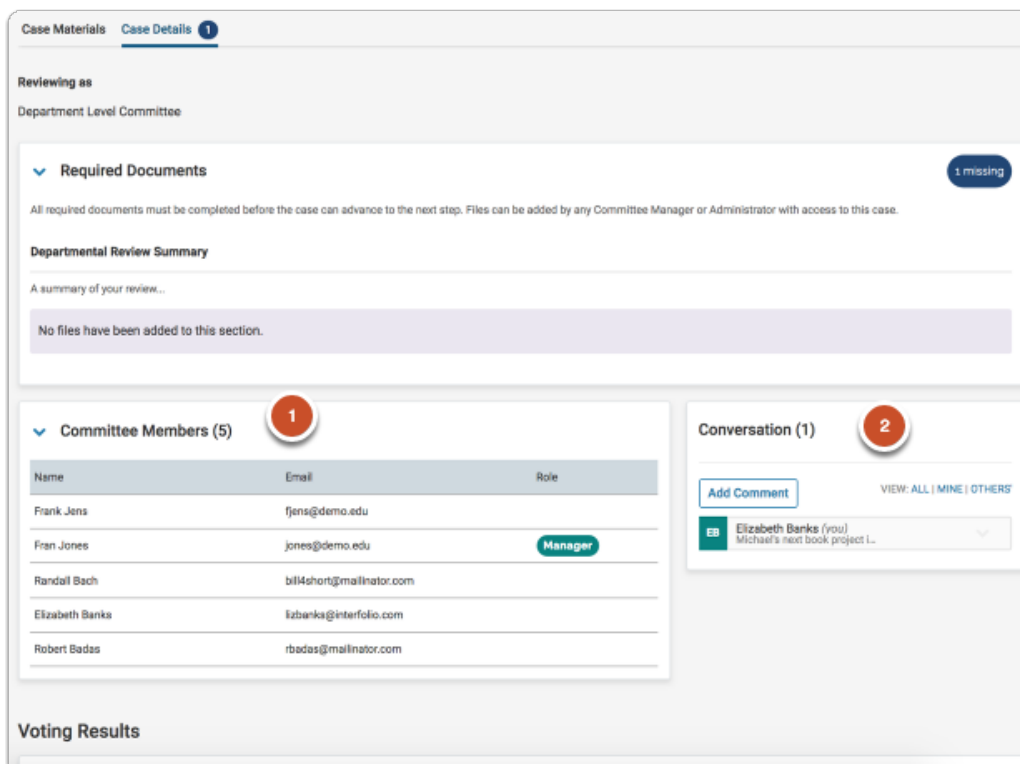 Case Materials Case Details 1
Reviewing as
Department Level Committee
Required Documents 1 missing
All required documents must be completed before the case can advance to the next step. Files can be added by any Committee Manager or Administrator with access to this case.
Departmental Review Summary
A summary of your review...
No files have been added to this section.
Committee Members (5) 1
Name Email Role
Frank Jens fjens@demo.edu
Fran Jones jones@demo.edu Manager
Randall Bach bill4short@mailinator.com
Elizabeth Banks lizbanks@interfolio.com
Robert Badas rbadas@mailinator.com
Conversation (1) 2
Add Comment VIEW: ALL | MINE | OTHERS'
EB Elizabeth Banks (you)
Michael's next book project i...
Voting Results